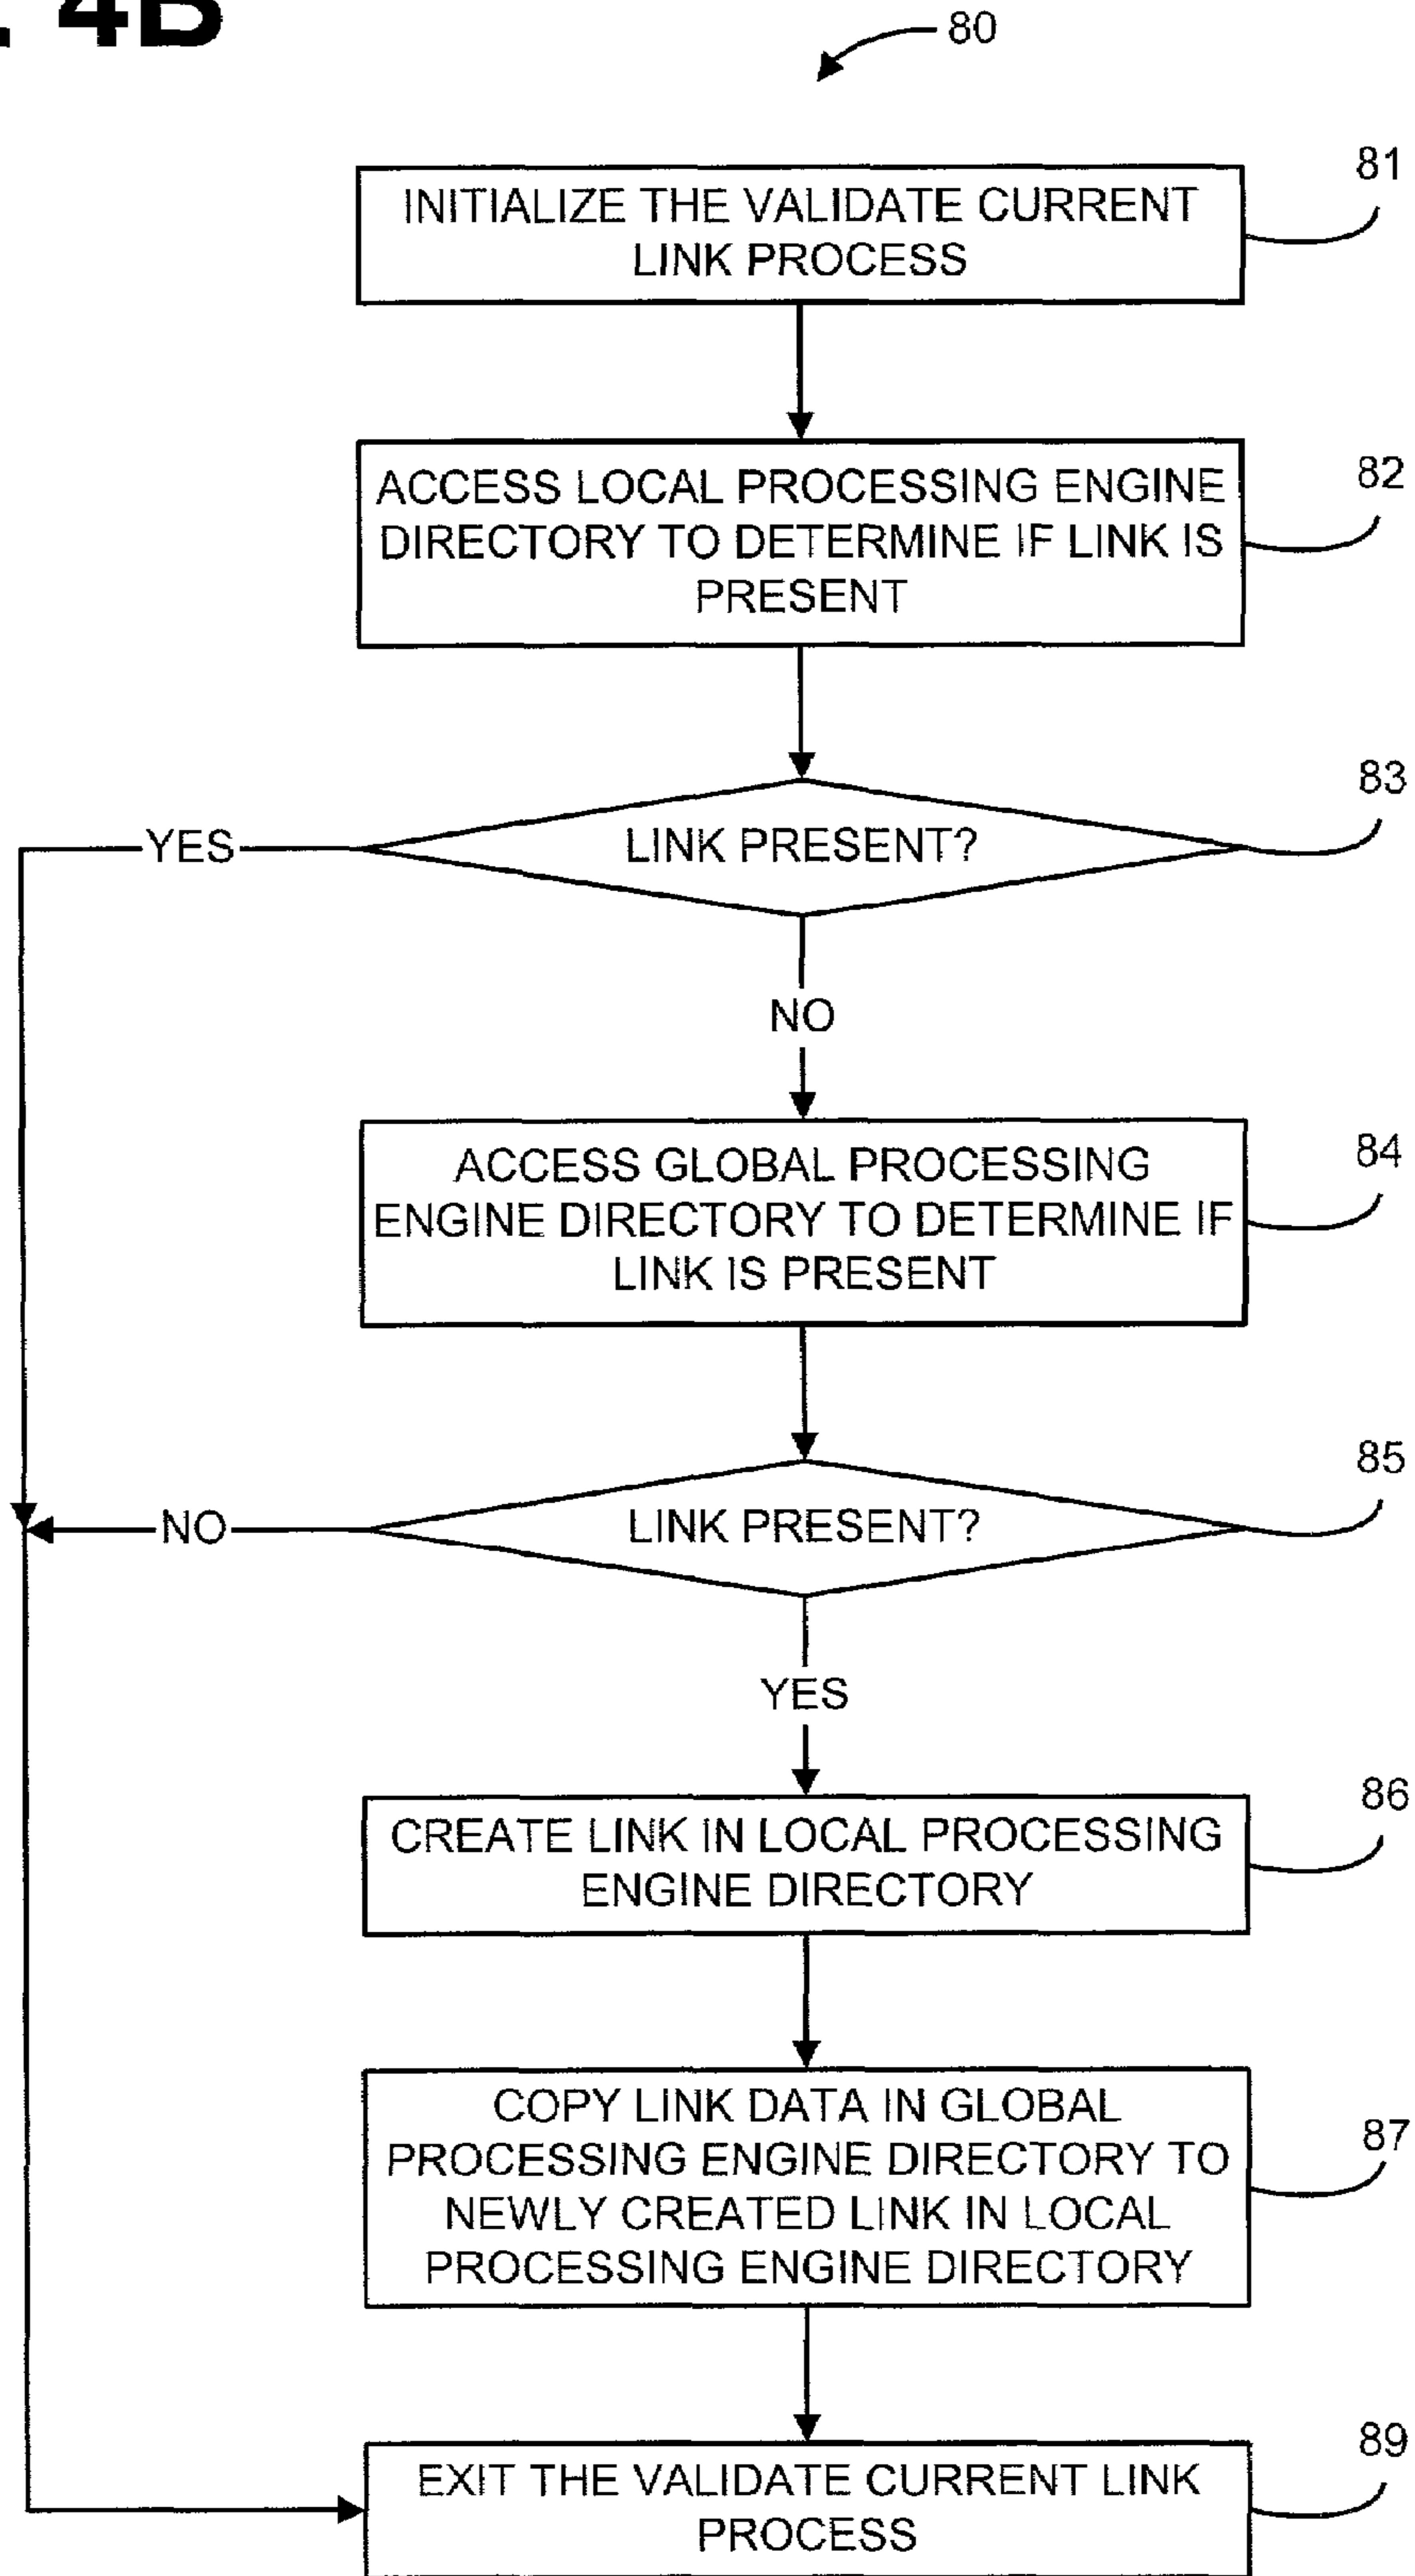 . 4B
80
81
INITIALIZE THE VALIDATE CURRENT
LINK PROCESS
82
ACCESS LOCAL PROCESSING ENGINE
DIRECTORY TO DETERMINE IF LINK IS
PRESENT
83
YES
LINK PRESENT?
NO
84
ACCESS GLOBAL PROCESSING
ENGINE DIRECTORY TO DETERMINE IF
LINK IS PRESENT
85
NO
LINK PRESENT?
YES
86
CREATE LINK IN LOCAL PROCESSING
ENGINE DIRECTORY
87
COPY LINK DATA IN GLOBAL
PROCESSING ENGINE DIRECTORY TO
NEWLY CREATED LINK IN LOCAL
PROCESSING ENGINE DIRECTORY
89
EXIT THE VALIDATE CURRENT LINK
PROCESS